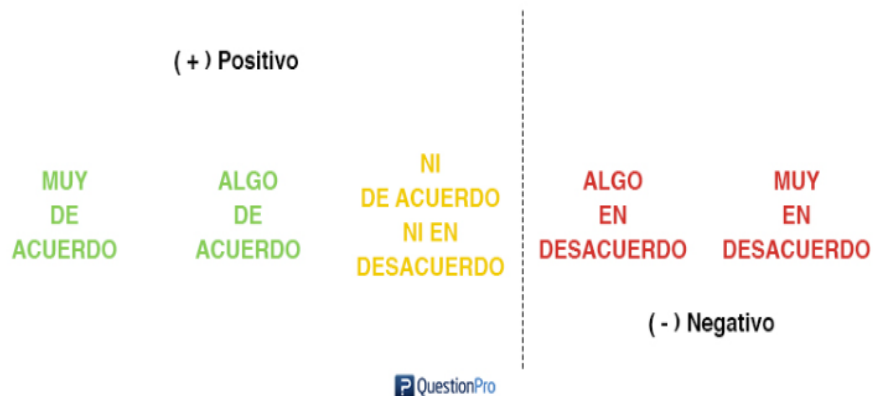 ( + ) Positivo
MUY
DE
ACUERDO
ALGO
DE
ACUERDO
NI
DE ACUERDO
NI EN
DESACUERDO
ALGO
EN
DESACUERDO
MUY
EN
DESACUERDO
( - ) Negativo
QuestionPro